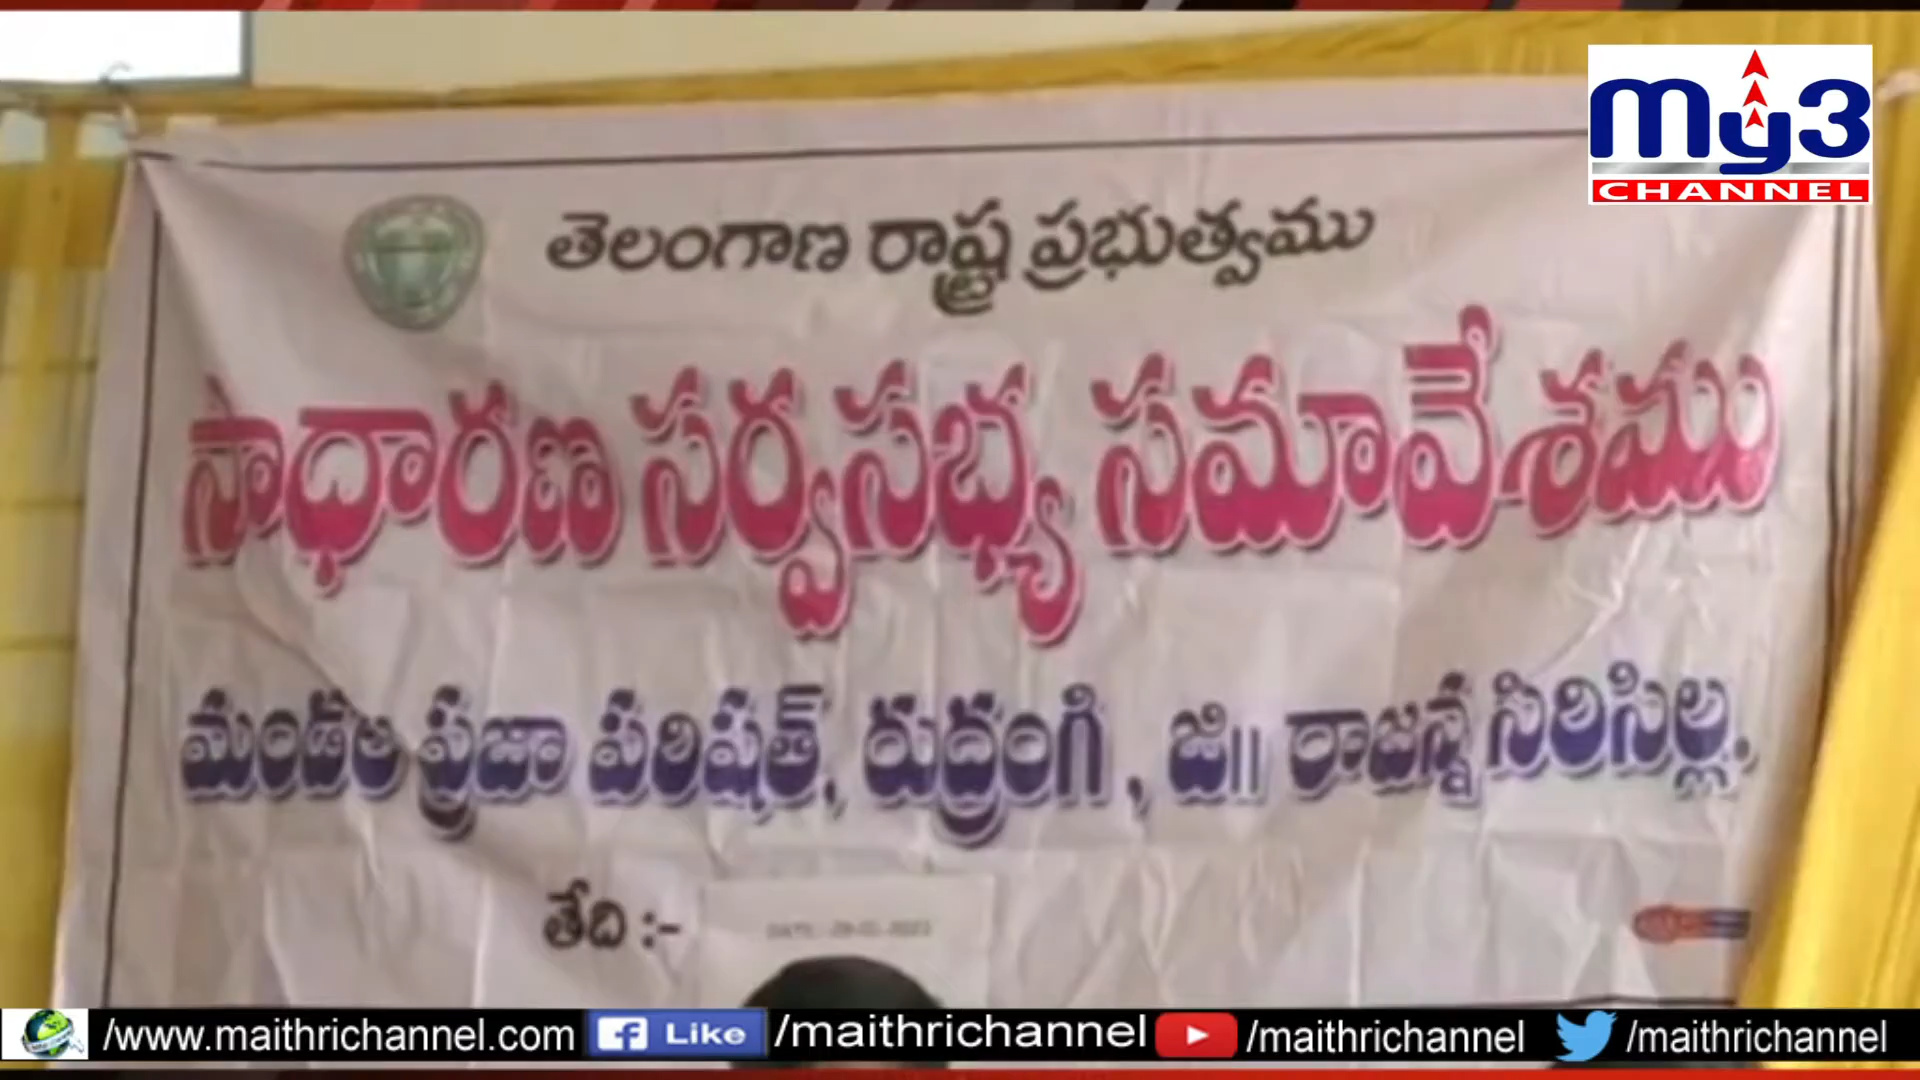 my3
CHANNEL
తెలంగాణ రాష్ట్ర ప్రభుత్వము
సాధారణ సర్వసభ్య సమావేశము
మండల ప్రజా పరిషత్, రుద్రంగి , జి|| రాజన్న సిరిసిల్ల.
తేది :-
/www.maithrichannel.com Like /maithrichannel /maithrichannel /maithrichannel